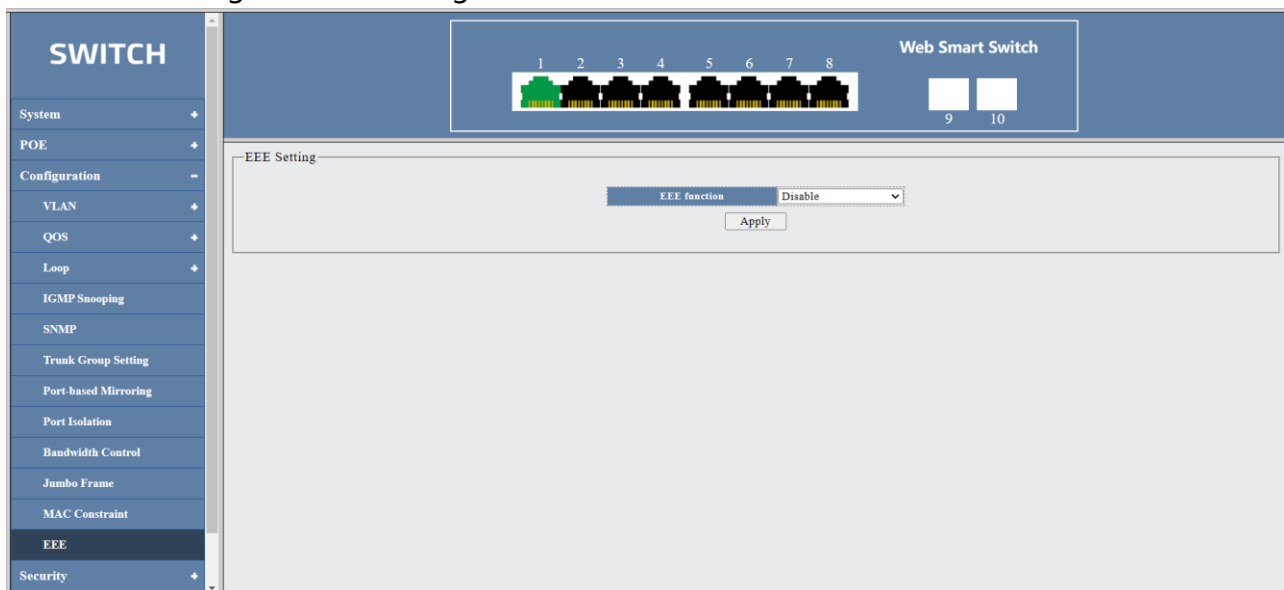 SWITCH
System
POE
Configuration
VLAN
QOS
Loop
IGMP Snooping
SNMP
Trunk Group Setting
Port-based Mirroring
Port Isolation
Bandwidth Control
Jumbo Frame
MAC Constraint
EEE
Security
1 2 3 4 5 6 7 8
Web Smart Switch
9 10
EEE Setting
EEE function Disable
Apply